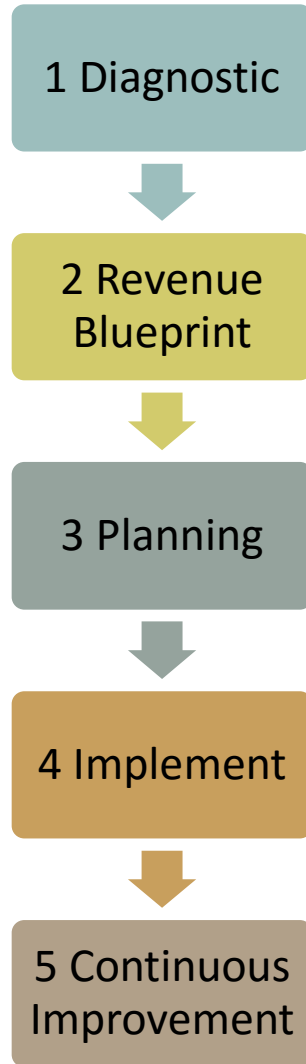 1 Diagnostic
2 Revenue
Blueprint
3 Planning
4 Implement
5 Continuous
Improvement